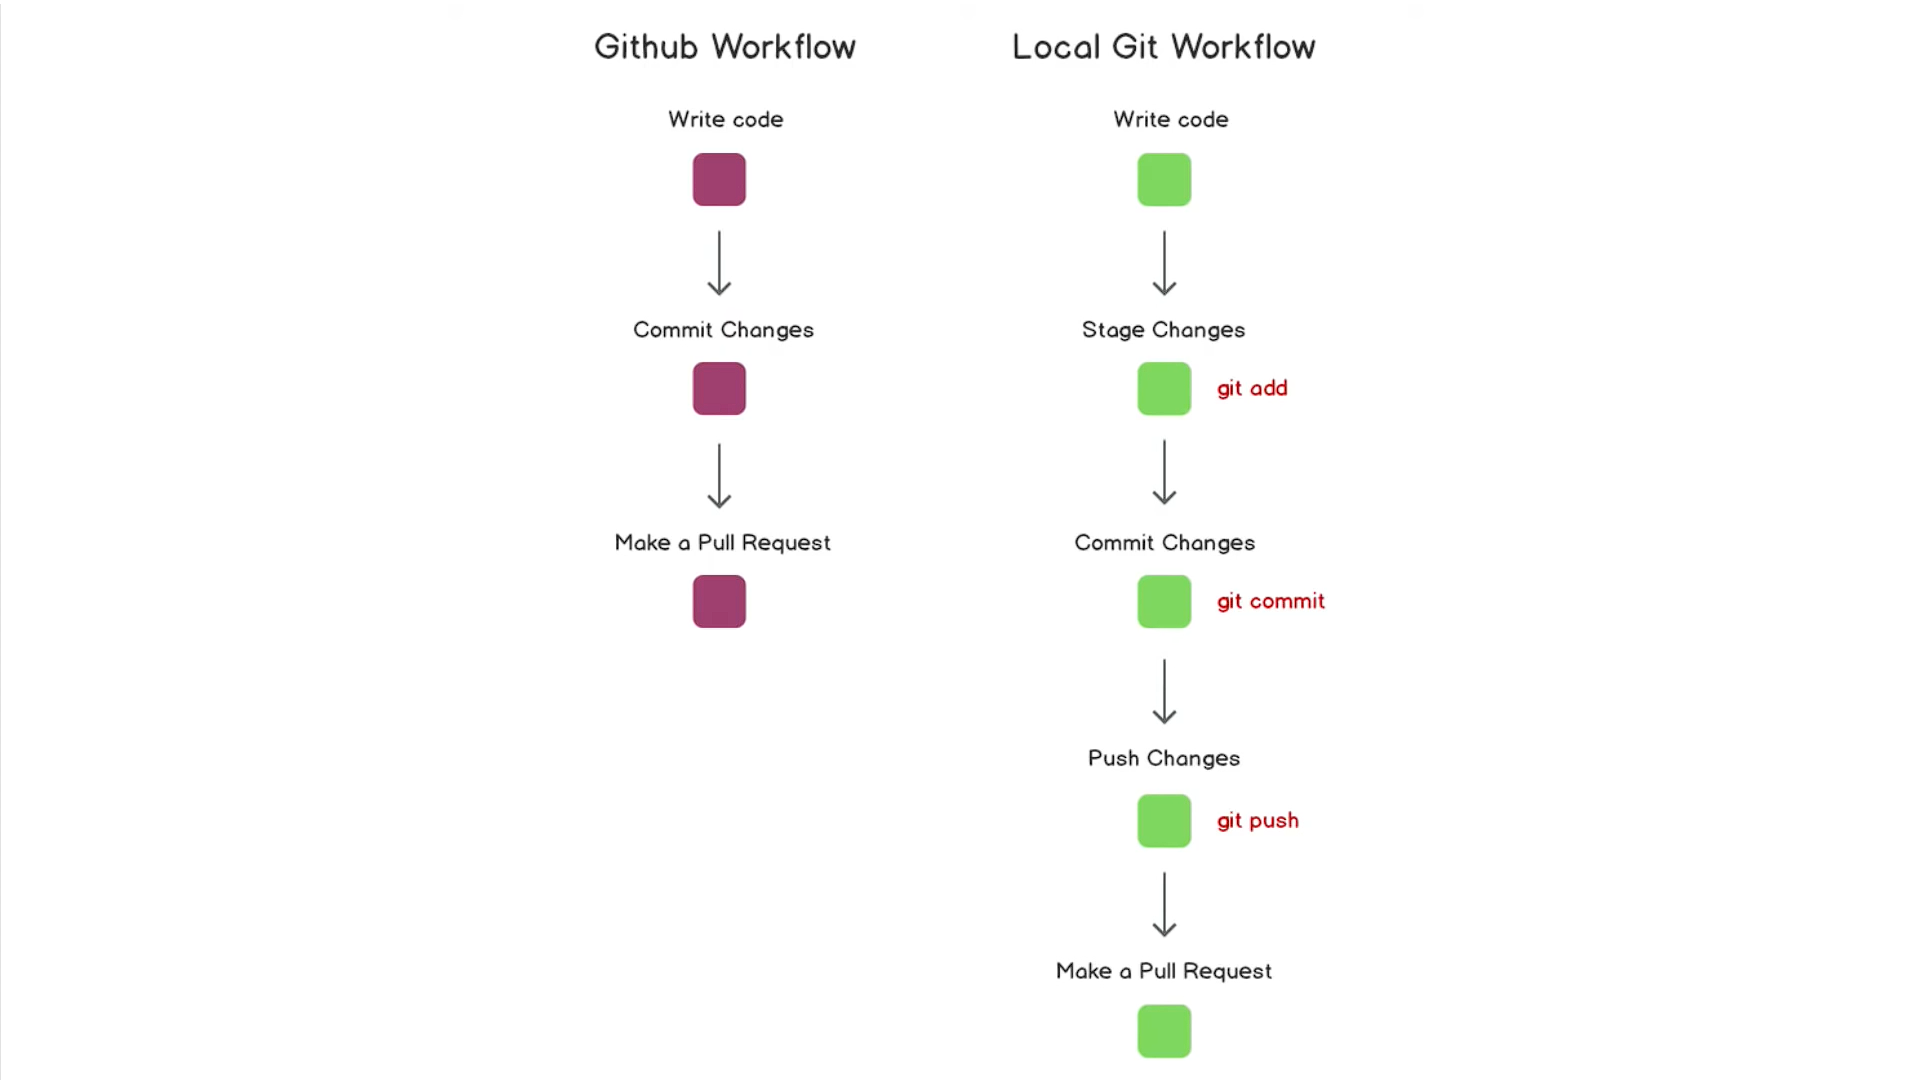 Github Workflow
Write code
Commit Changes
Make a Pull Request
Local Git Workflow
Write code
Stage Changes
git add
Commit Changes
git commit
Push Changes
git push
Make a Pull Request